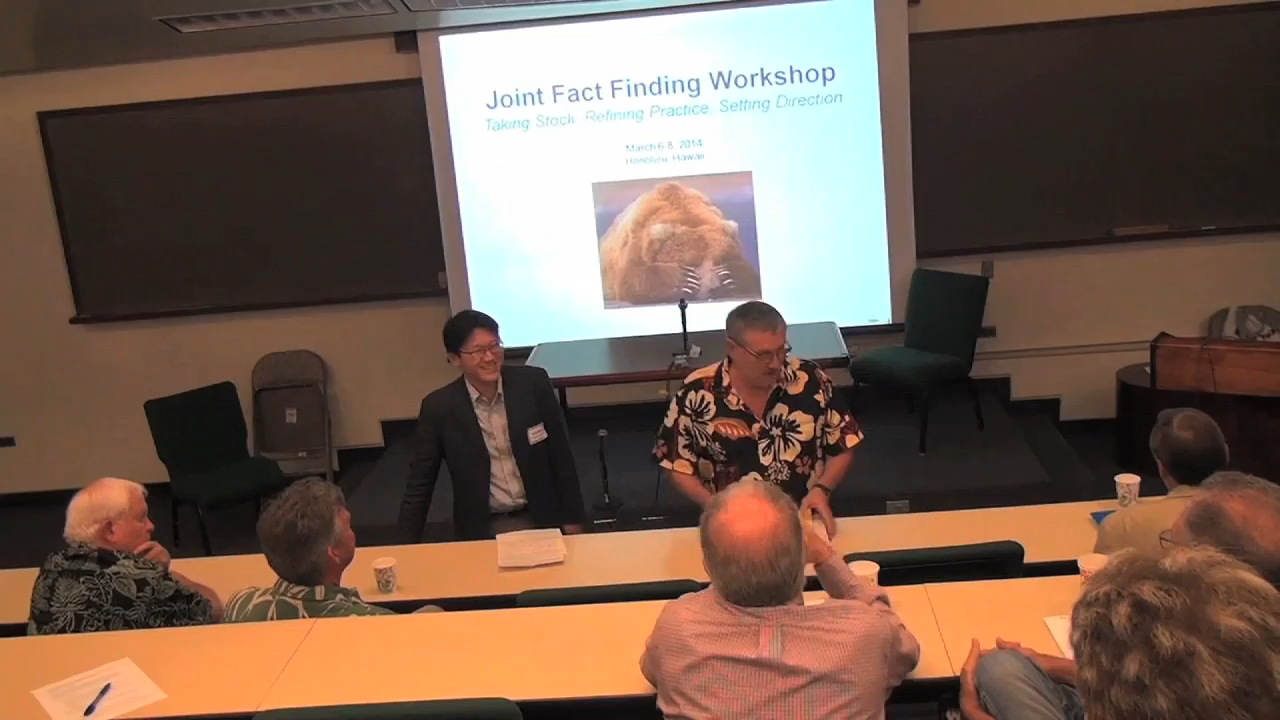 Joint Fact Finding Workshop
Taking Stock, Refining Practice, Setting Direction
March 6-8, 2014
Honolulu, Hawaii